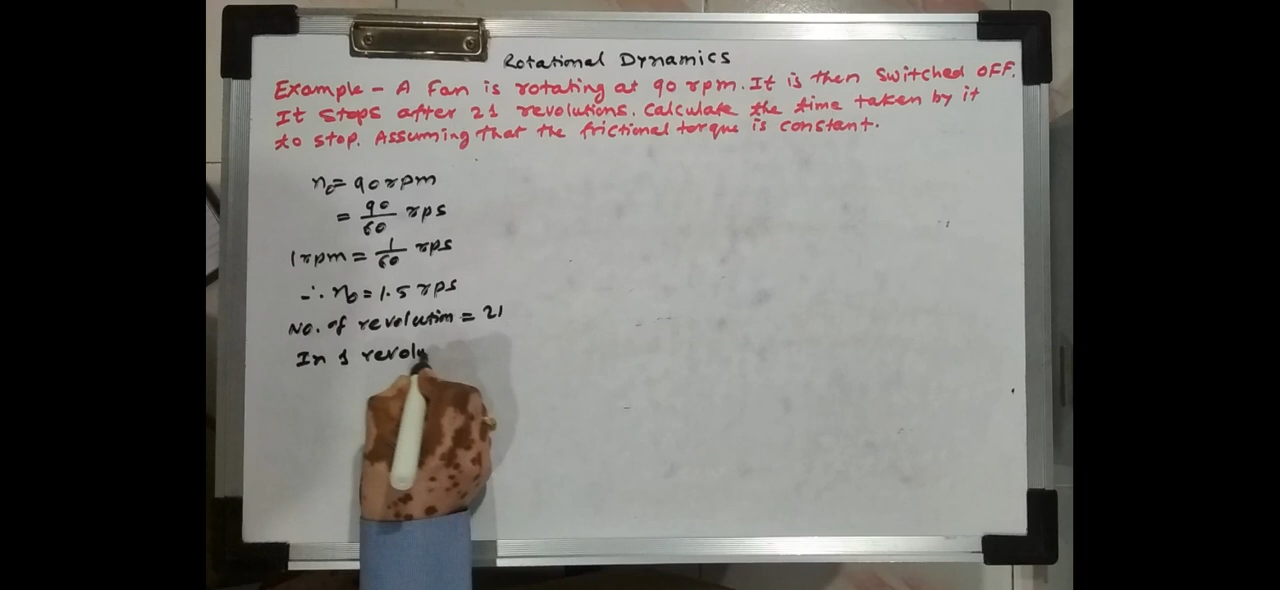 Rotational Dynamics
Example - A Fan is rotating at 90 rpm. It is then switched OFF.
It stops after 21 revolutions. Calculate the time taken by it
to stop. Assuming that the frictional torque is constant.
n₀ = 90 rpm
= 90/60 rps
1 rpm = 1/60 rps
∴ n₀ = 1.5 rps
No. of revolution = 21
In 1 revolu